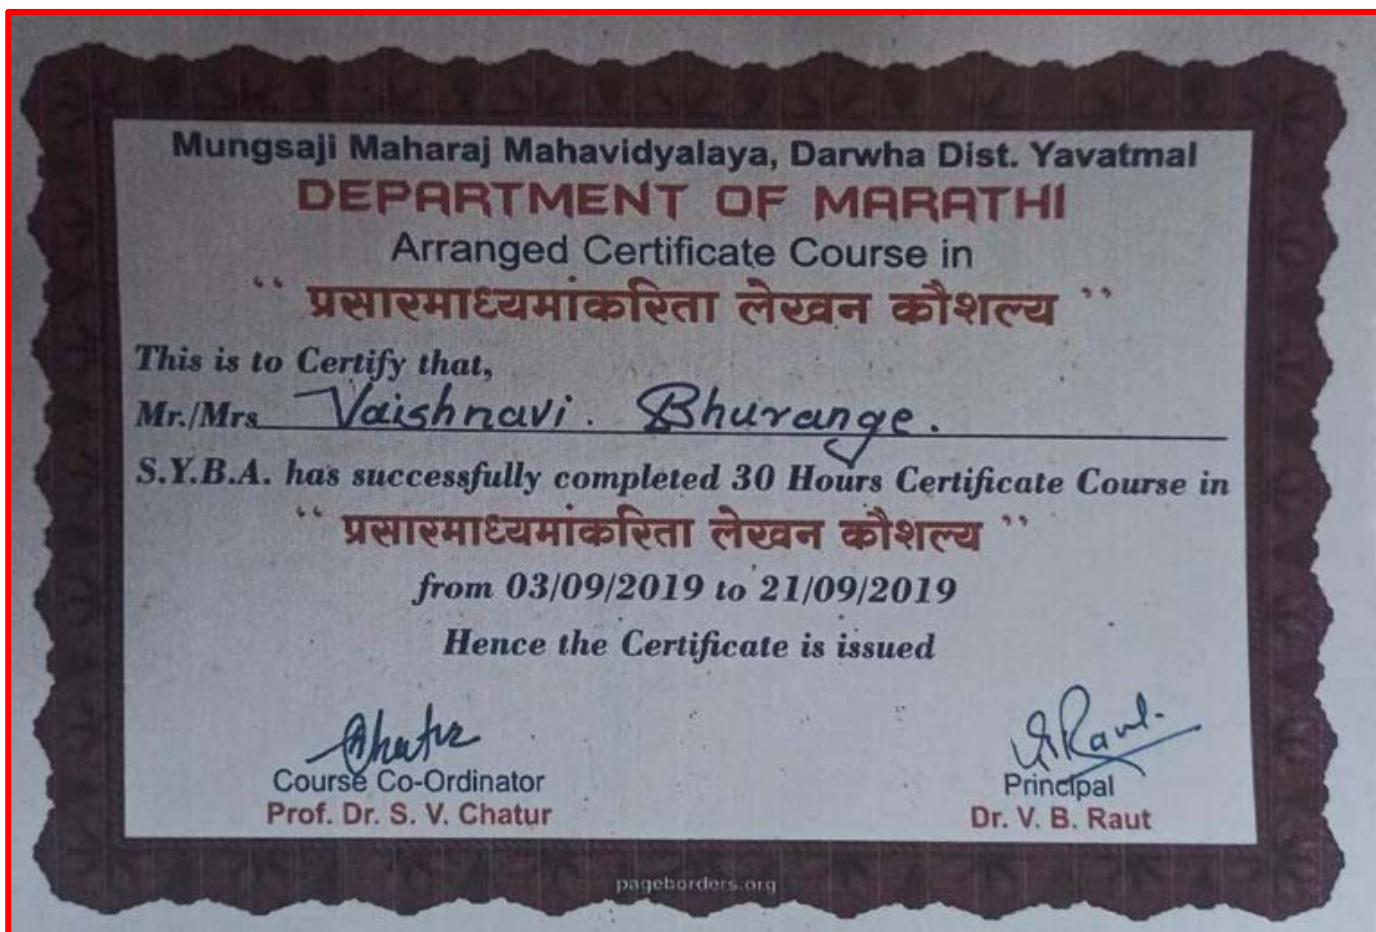 Mungsaji Maharaj Mahavidyalaya, Darwha Dist. Yavatmal
DEPARTMENT OF MARATHI
Arranged Certificate Course in
“ प्रसारमाध्यमांकरिता लेखन कौशल्य ”
This is to Certify that,
Mr./Mrs Vaishnavi. Bhurange.
S.Y.B.A. has successfully completed 30 Hours Certificate Course in
“ प्रसारमाध्यमांकरिता लेखन कौशल्य ”
from 03/09/2019 to 21/09/2019
Hence the Certificate is issued
Chatur
Course Co-Ordinator
Prof. Dr. S. V. Chatur
VRaut.
Principal
Dr. V. B. Raut
pageborders.org